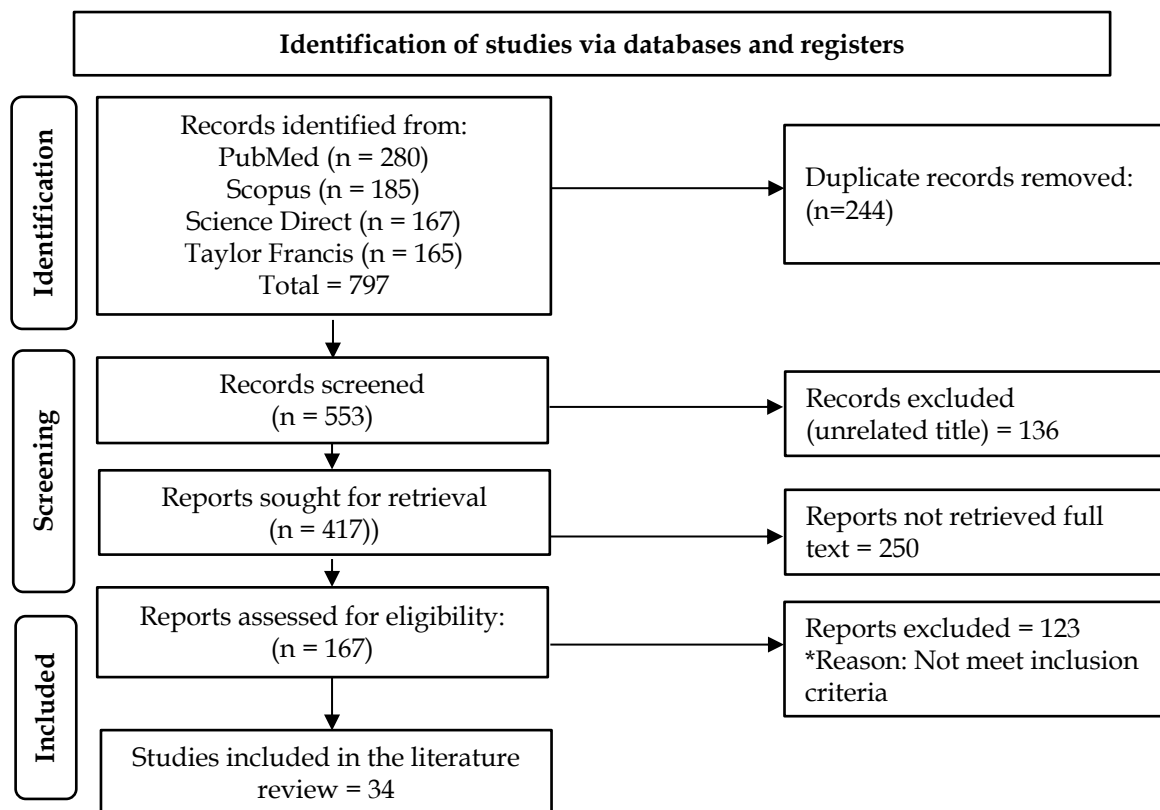 Identification of studies via databases and registers
Identification
Records identified from:
PubMed (n = 280)
Scopus (n = 185)
Science Direct (n = 167)
Taylor Francis (n = 165)
Total = 797
Duplicate records removed:
(n=244)
Screening
Records screened
(n = 553)
Records excluded
(unrelated title) = 136
Reports sought for retrieval
(n = 417))
Reports not retrieved full
text = 250
Included
Reports assessed for eligibility:
(n = 167)
Reports excluded = 123
*Reason: Not meet inclusion
criteria
Studies included in the literature
review = 34